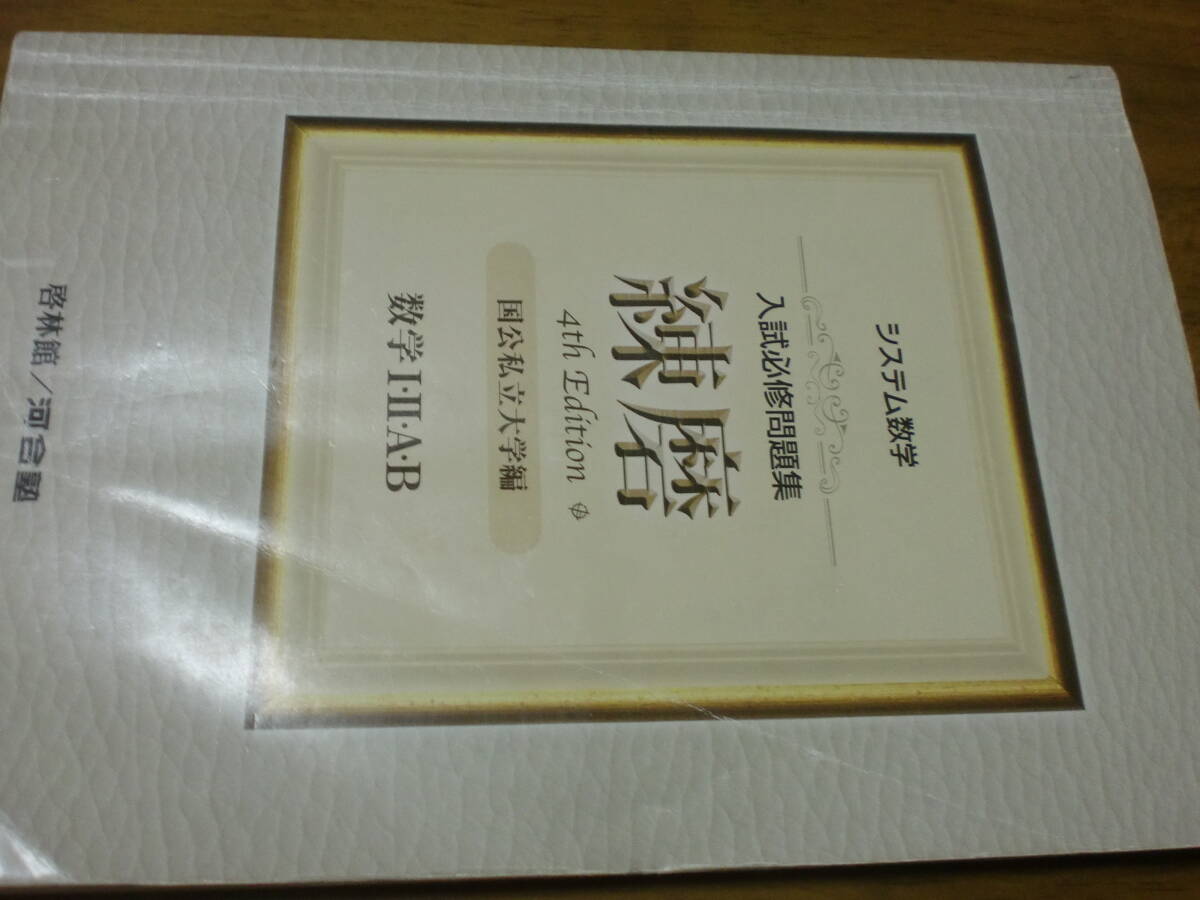 システム数学
入試必修問題集
練磨
4th Edition
国公私立大学編
数学Ⅰ·Ⅱ·A·B
啓林館／河合塾